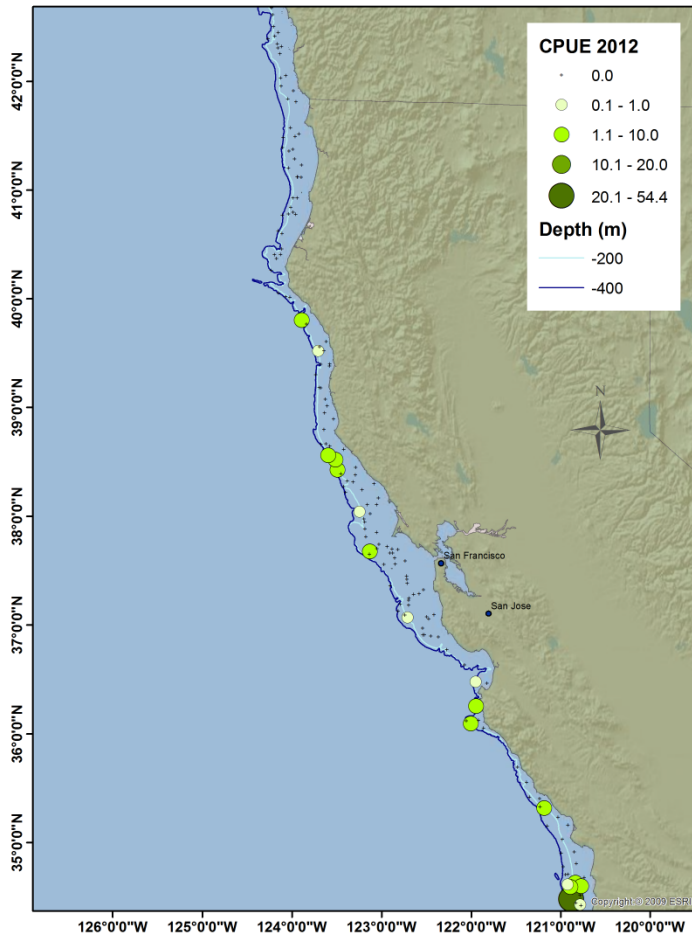 CPUE 2012
0.0
0.1 - 1.0
1.1 - 10.0
10.1 - 20.0
20.1 - 54.4
Depth (m)
-200
-400
N
San Francisco
San Jose
Copyright © 2009 ESRI
42°0'0"N
41°0'0"N
40°0'0"N
39°0'0"N
38°0'0"N
37°0'0"N
36°0'0"N
35°0'0"N
126°0'0"W
125°0'0"W
124°0'0"W
123°0'0"W
122°0'0"W
121°0'0"W
120°0'0"W